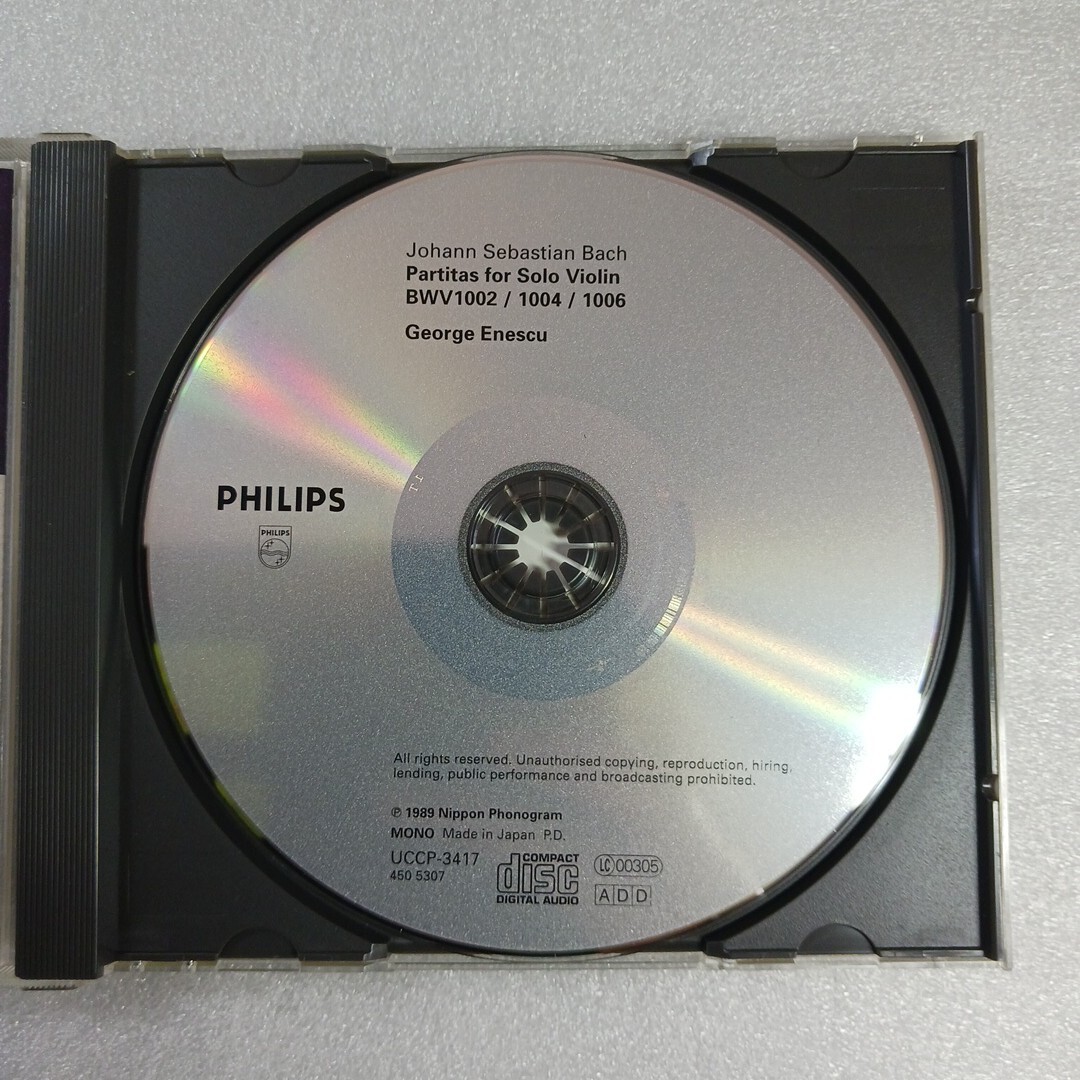 Johann Sebastian Bach
Partitas for Solo Violin
BWV1002 / 1004 / 1006
George Enescu
PHILIPS
PHILIPS
All rights reserved. Unauthorised copying, reproduction, hiring,
lending, public performance and broadcasting prohibited.
℗ 1989 Nippon Phonogram
MONO Made in Japan P.D.
UCCP-3417
450 5307
COMPACT
disc
DIGITAL AUDIO
LC 00305
ADD